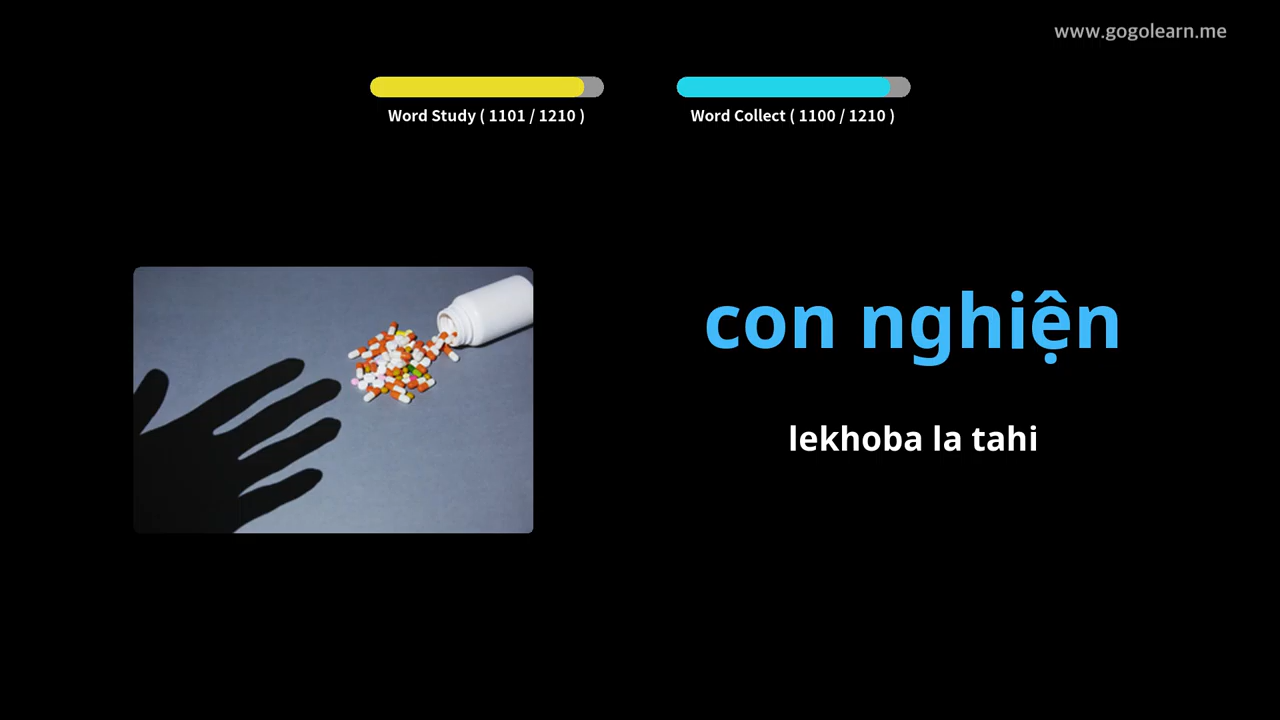 www.gogolearn.me
Word Study ( 1101 / 1210 )
Word Collect ( 1100 / 1210 )
con nghiện
lekhoba la tahi